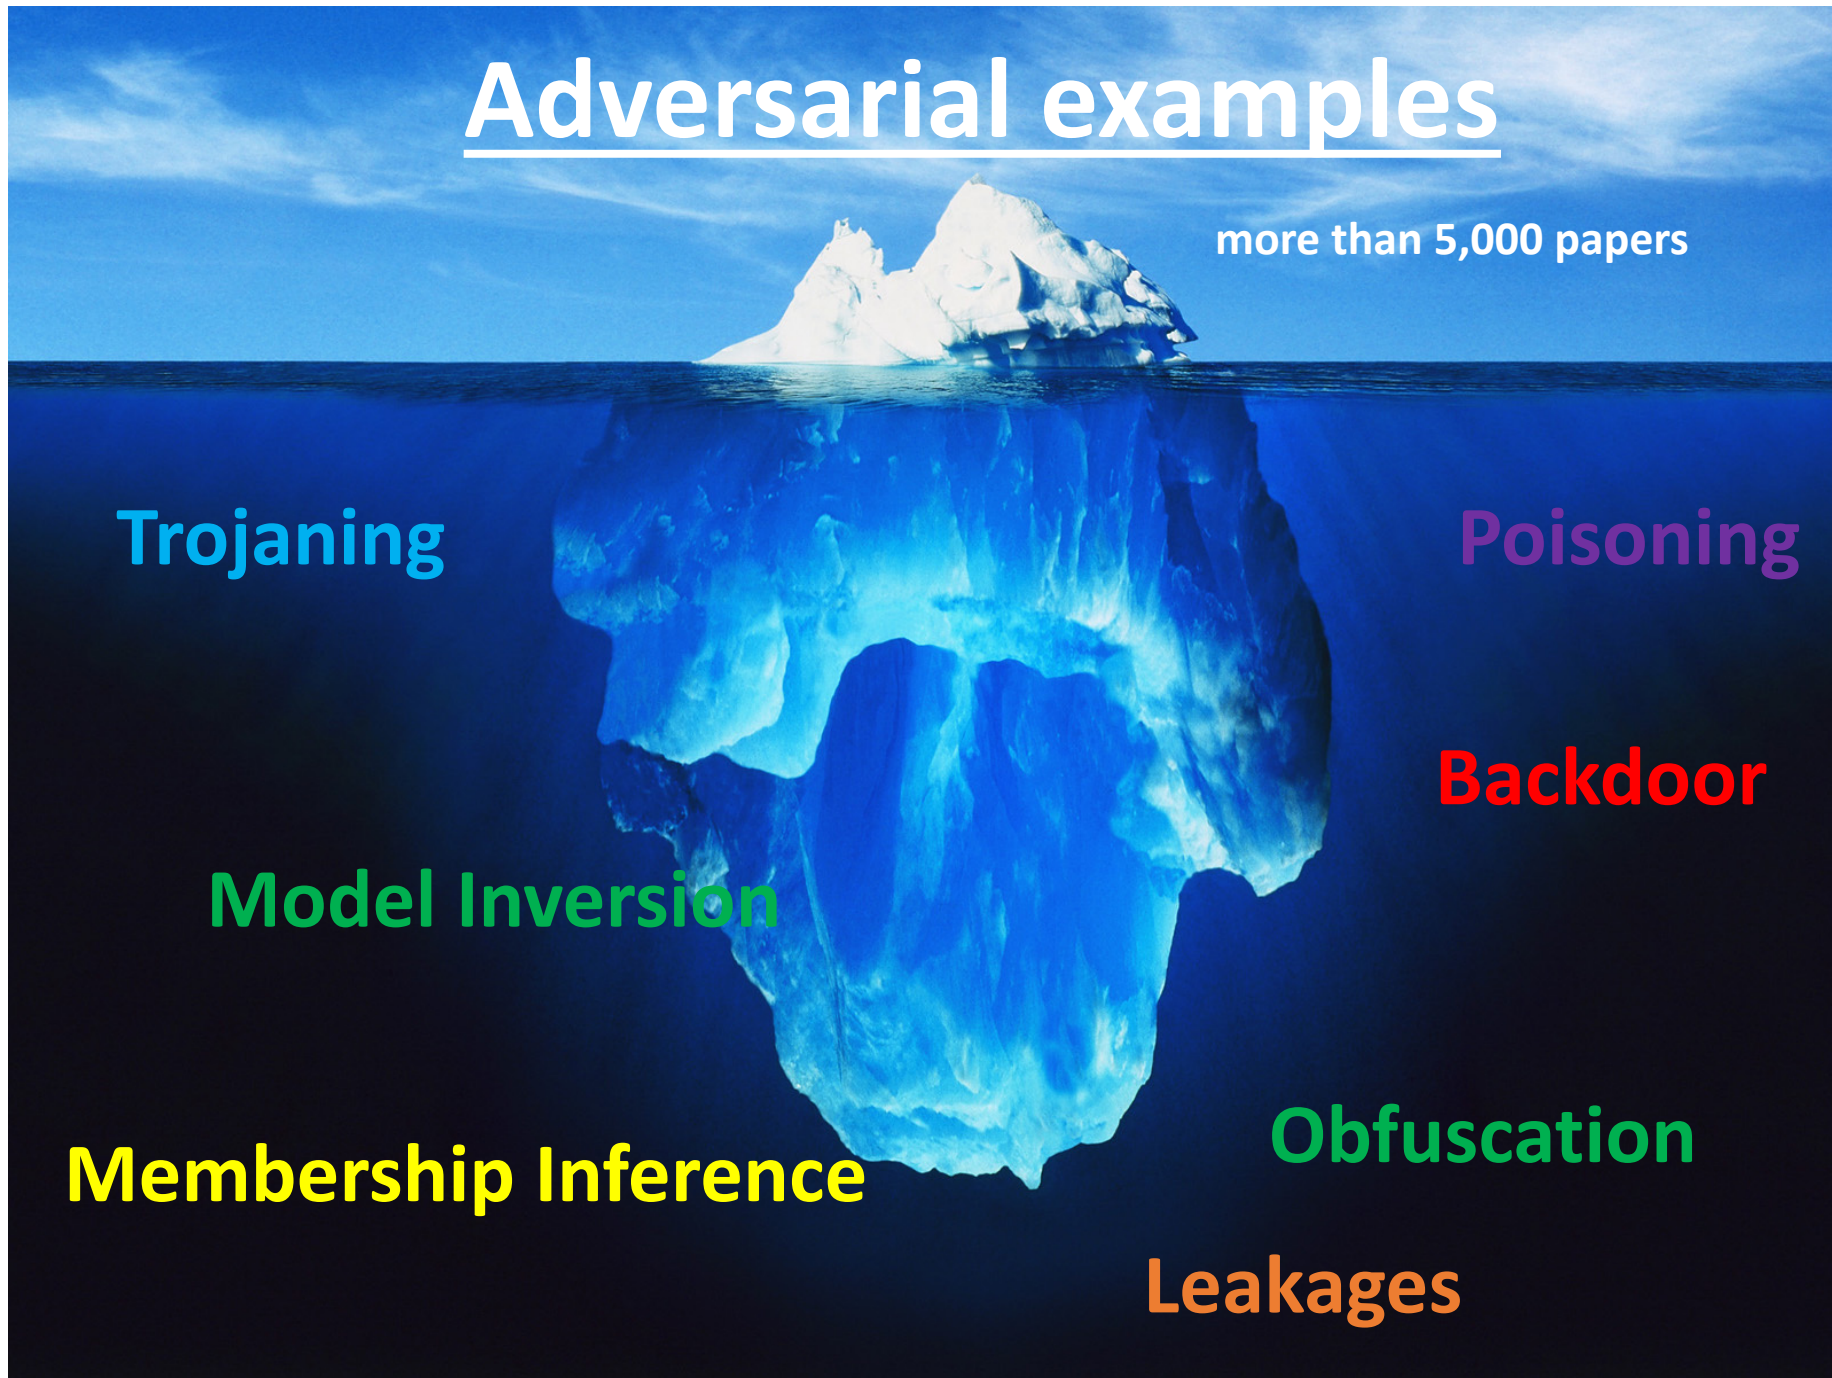 Adversarial examples
more than 5,000 papers
Trojaning
Poisoning
Backdoor
Model Inversion
Obfuscation
Membership Inference
Leakages